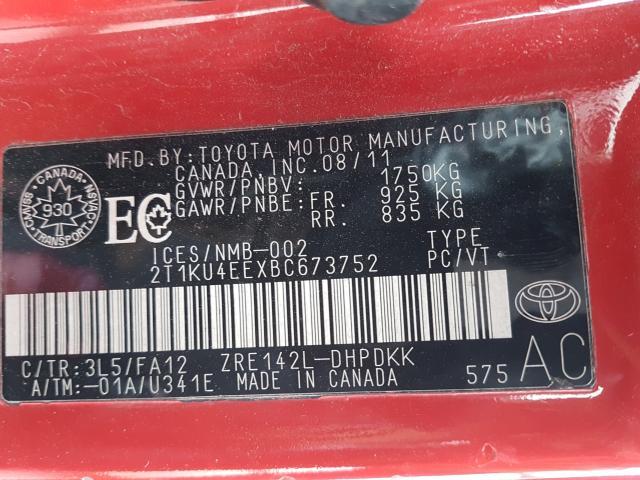 MFD.BY:TOYOTA MOTOR MANUFACTURING,
CANADA, INC.08/11
GVWR/PNBV: 1750KG
GAWR/PNBE:FR. 925 KG
RR. 835 KG
CANADA
CMVSS NSVAC
930
TRANSPORT
EC
ICES/NMB-002 TYPE
2T1KU4EEXBC673752 PC/VT
C/TR:3L5/FA12 ZRE142L-DHPDKK
A/TM:-01A/U341E MADE IN CANADA 575 AC